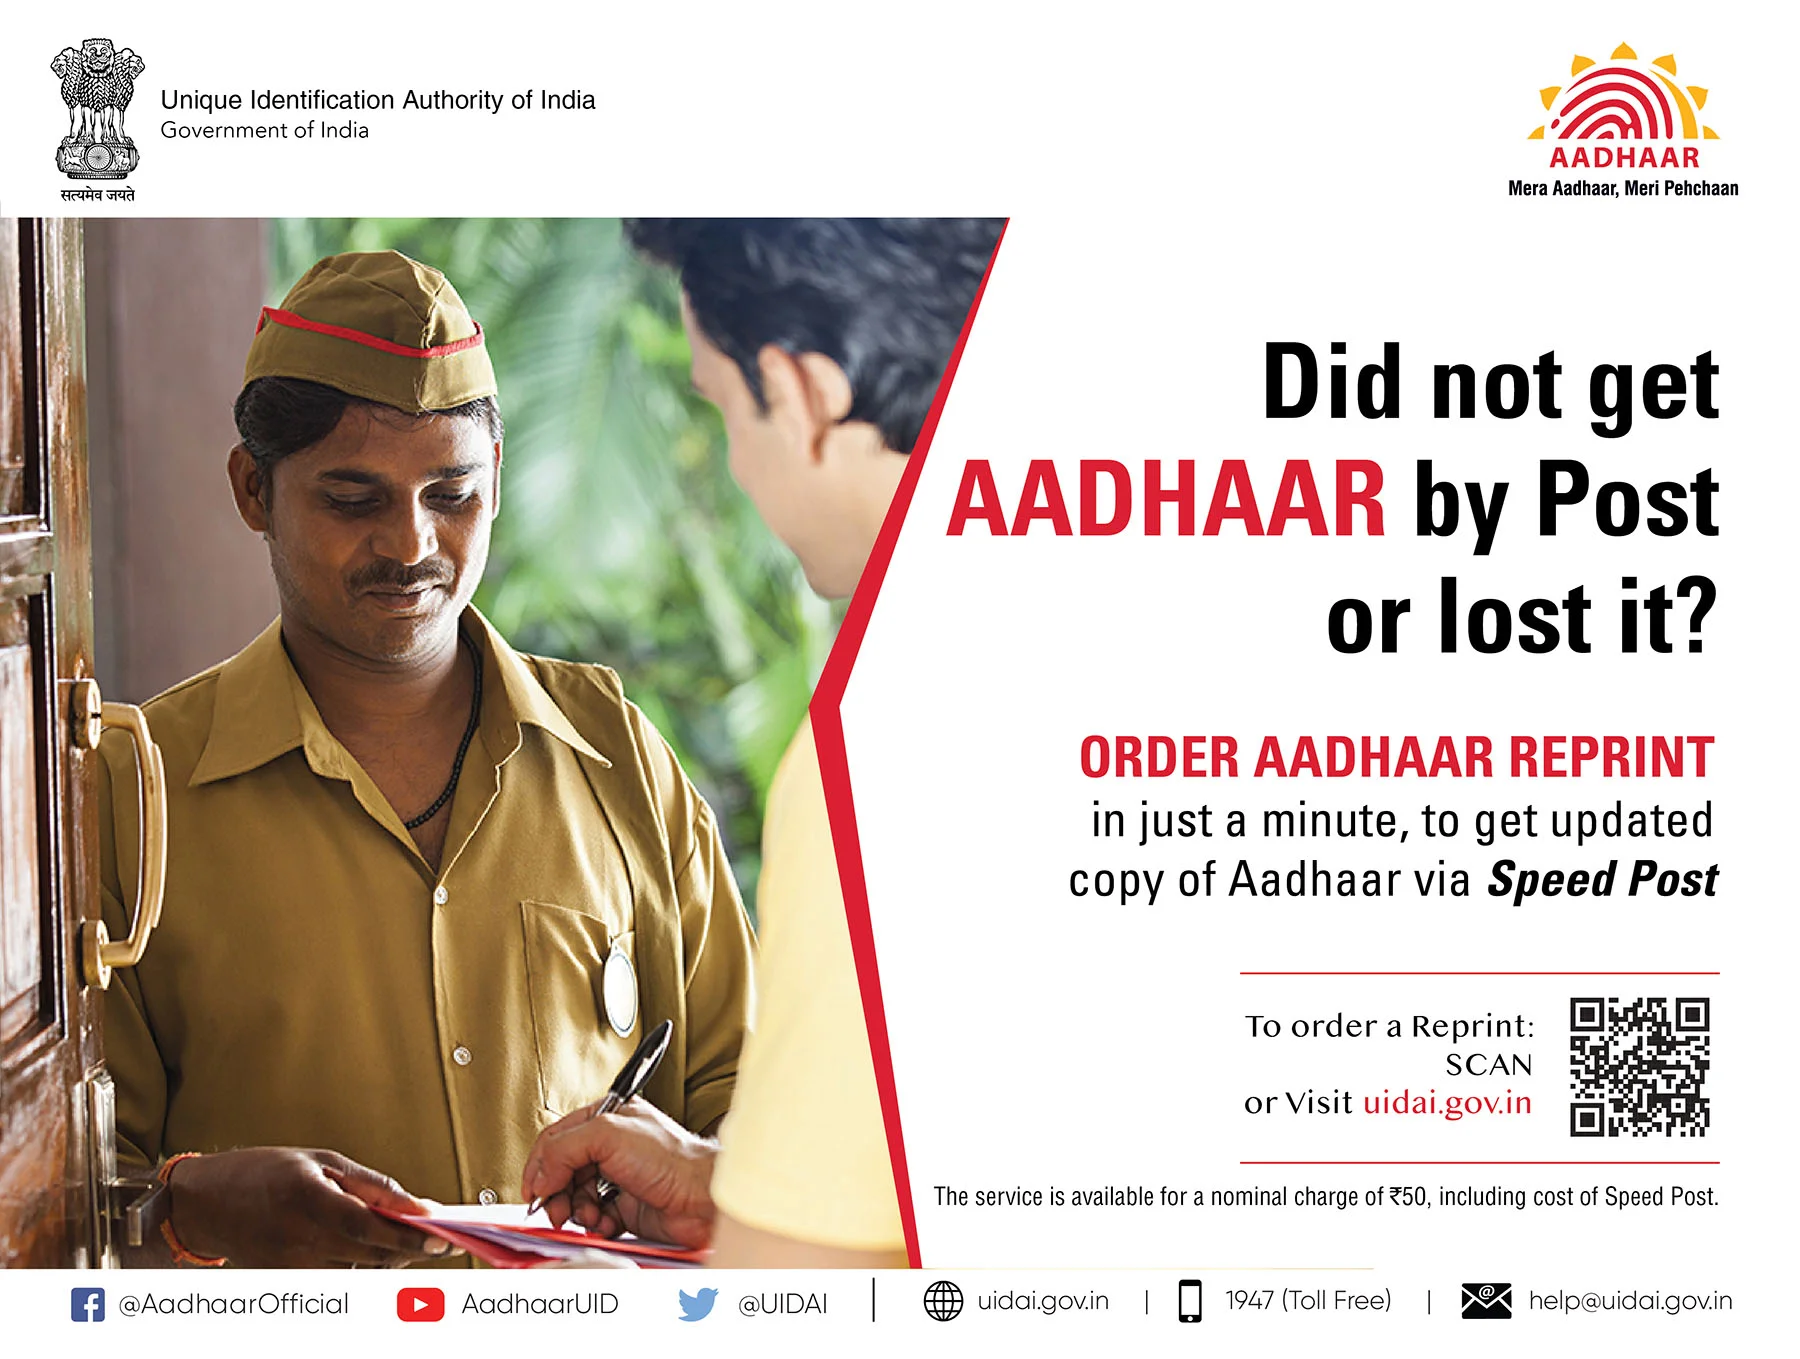 सत्यमेव जयते
Unique Identification Authority of India
Government of India
AADHAAR
Mera Aadhaar, Meri Pehchaan
Did not get
AADHAAR by Post
or lost it?
ORDER AADHAAR REPRINT
in just a minute, to get updated
copy of Aadhaar via Speed Post
To order a Reprint:
SCAN
or Visit uidai.gov.in
The service is available for a nominal charge of ₹50, including cost of Speed Post.
@AadhaarOfficial
AadhaarUID
@UIDAI
uidai.gov.in
1947 (Toll Free)
help@uidai.gov.in